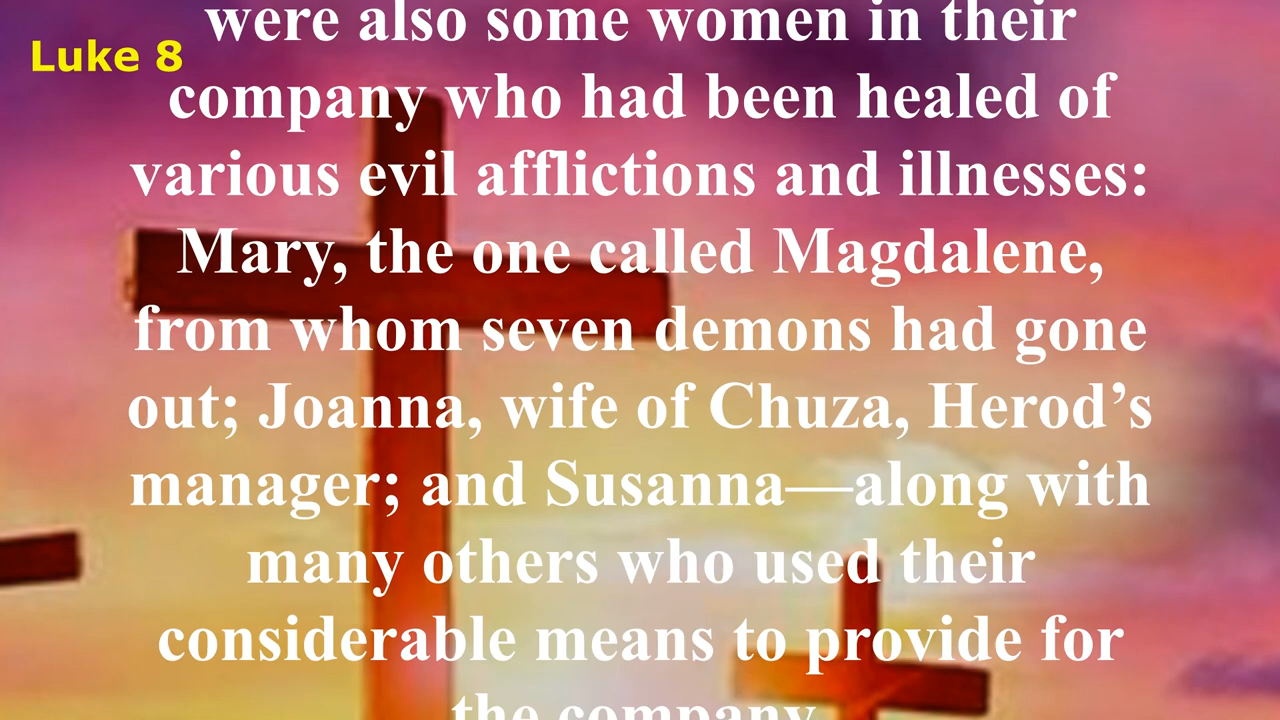 were also some women in their
Luke 8
company who had been healed of
various evil afflictions and illnesses:
Mary, the one called Magdalene,
from whom seven demons had gone
out; Joanna, wife of Chuza, Herod’s
manager; and Susanna—along with
many others who used their
considerable means to provide for
the company